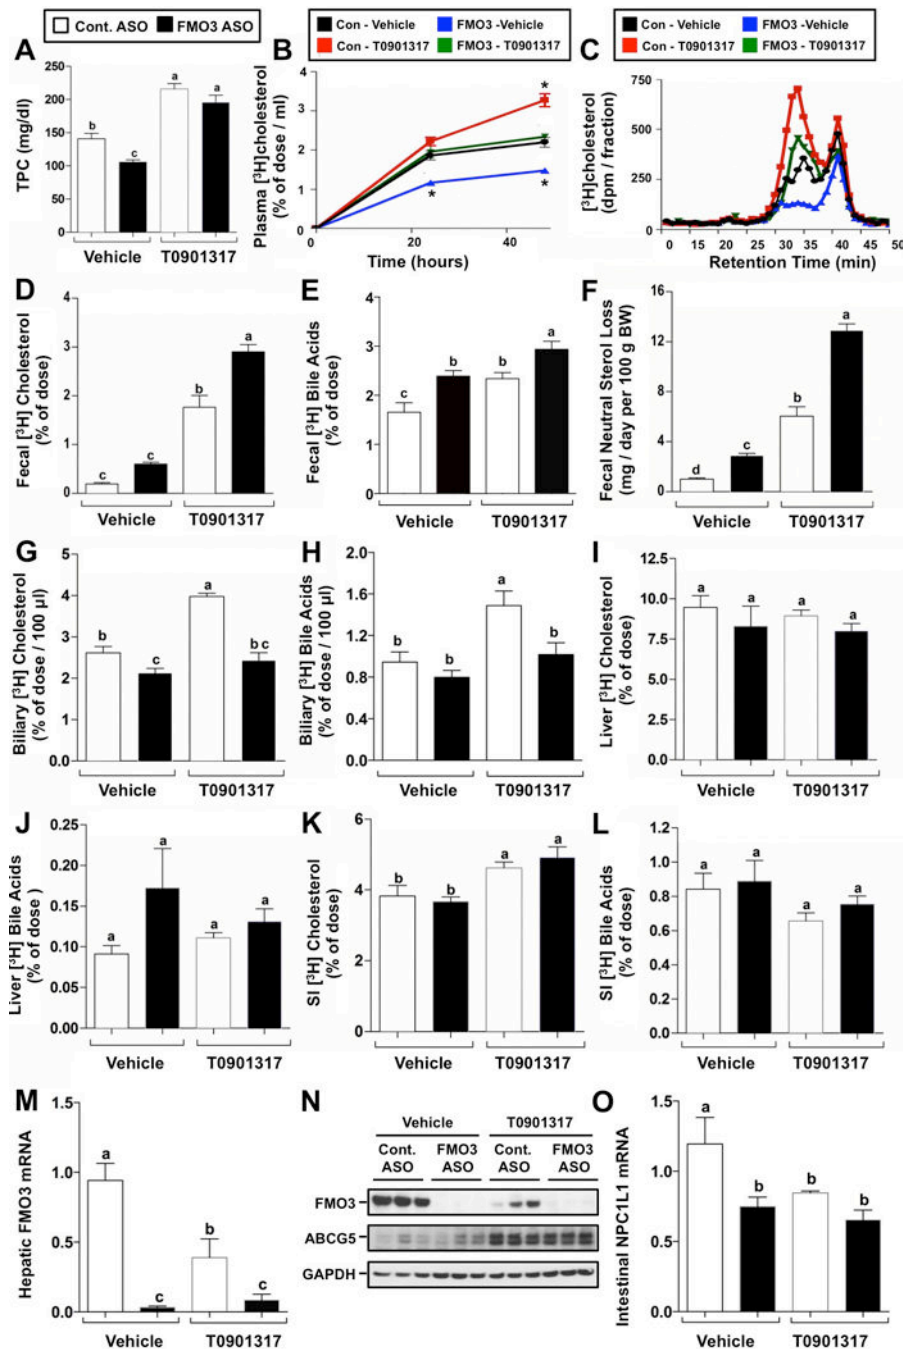 Cont. ASO FMO3 ASO
Con - Vehicle FMO3 -Vehicle
Con - T0901317 FMO3 - T0901317
Con - Vehicle FMO3 -Vehicle
Con - T0901317 FMO3 - T0901317
A
TPC (mg/dl)
250
200
150
100
50
0
b
c
a
a
Vehicle T0901317
B
Plasma [³H]cholesterol
(% of dose / ml)
4
3
2
1
0
*
*
*
20 40
Time (hours)
C
[³H]cholesterol
(dpm / fraction)
750
600
450
300
150
0
0 10 15 20 25 30 35 40 45 50
Retention Time (min)
D
Fecal [³H] Cholesterol
(% of dose)
4
3
2
1
0
c
c
b
a
Vehicle T0901317
E
Fecal [³H] Bile Acids
(% of dose)
4
3
2
1
0
c
b
b
a
Vehicle T0901317
F
Fecal Neutral Sterol Loss
(mg / day per 100 g BW)
16
12
8
4
0
d
c
b
a
Vehicle T0901317
G
Biliary [³H] Cholesterol
(% of dose / 100 µl)
5
4
3
2
1
0.0
b
c
a
b c
Vehicle T0901317
H
Biliary [³H] Bile Acids
(% of dose / 100 µl)
2.0
1.6
1.2
0.8
0.4
0.0
b
b
a
b
Vehicle T0901317
I
Liver [³H] Cholesterol
(% of dose)
12.5
10.0
7.5
5.0
2.5
0.0
a
a
a
a
Vehicle T0901317
J
Liver [³H] Bile Acids
(% of dose )
0.25
0.20
0.15
0.10
0.05
0.00
a
a
a
a
Vehicle T0901317
K
SI [³H] Cholesterol
(% of dose)
6
4
2
0
b
b
a
a
Vehicle T0901317
L
SI [³H] Bile Acids
(% of dose)
1.2
1.0
0.8
0.6
0.4
0.2
0.0
a
a
a
a
Vehicle T0901317
M
Hepatic FMO3 mRNA
1.5
1.0
0.5
0.0
a
c
b
c
Vehicle T0901317
N
Vehicle T0901317
Cont. FMO3 Cont. FMO3
ASO ASO ASO ASO
FMO3
ABCG5
GAPDH
O
Intestinal NPC1L1 mRNA
1.5
1.0
0.5
0.0
a
b
b
b
Vehicle T0901317